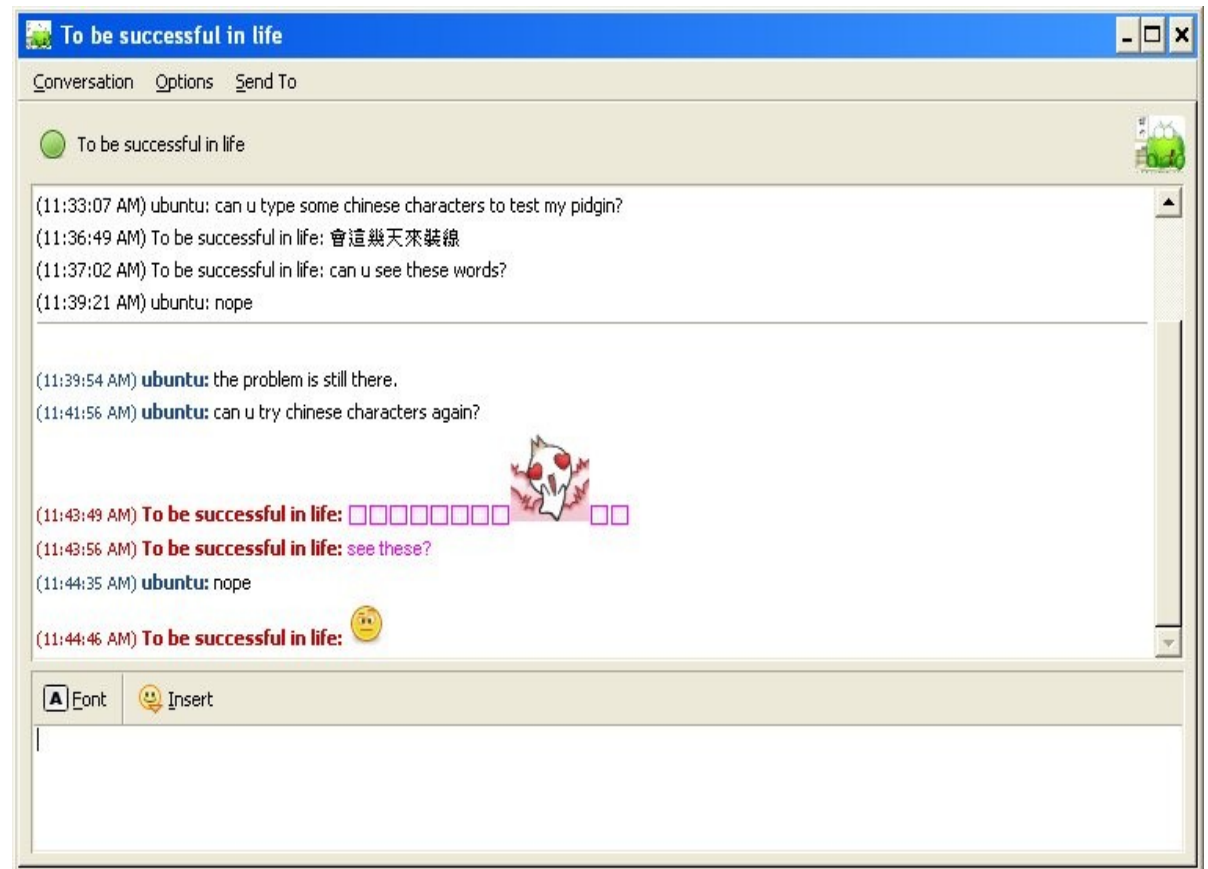 To be successful in life
Conversation Options Send To
To be successful in life
(11:33:07 AM) ubuntu: can u type some chinese characters to test my pidgin?
(11:36:49 AM) To be successful in life: 會這幾天來裝線
(11:37:02 AM) To be successful in life: can u see these words?
(11:39:21 AM) ubuntu: nope
(11:39:54 AM) ubuntu: the problem is still there.
(11:41:56 AM) ubuntu: can u try chinese characters again?
(11:43:49 AM) To be successful in life: □□□□□□□□ □□
(11:43:56 AM) To be successful in life: see these?
(11:44:35 AM) ubuntu: nope
(11:44:46 AM) To be successful in life:
A Font Insert